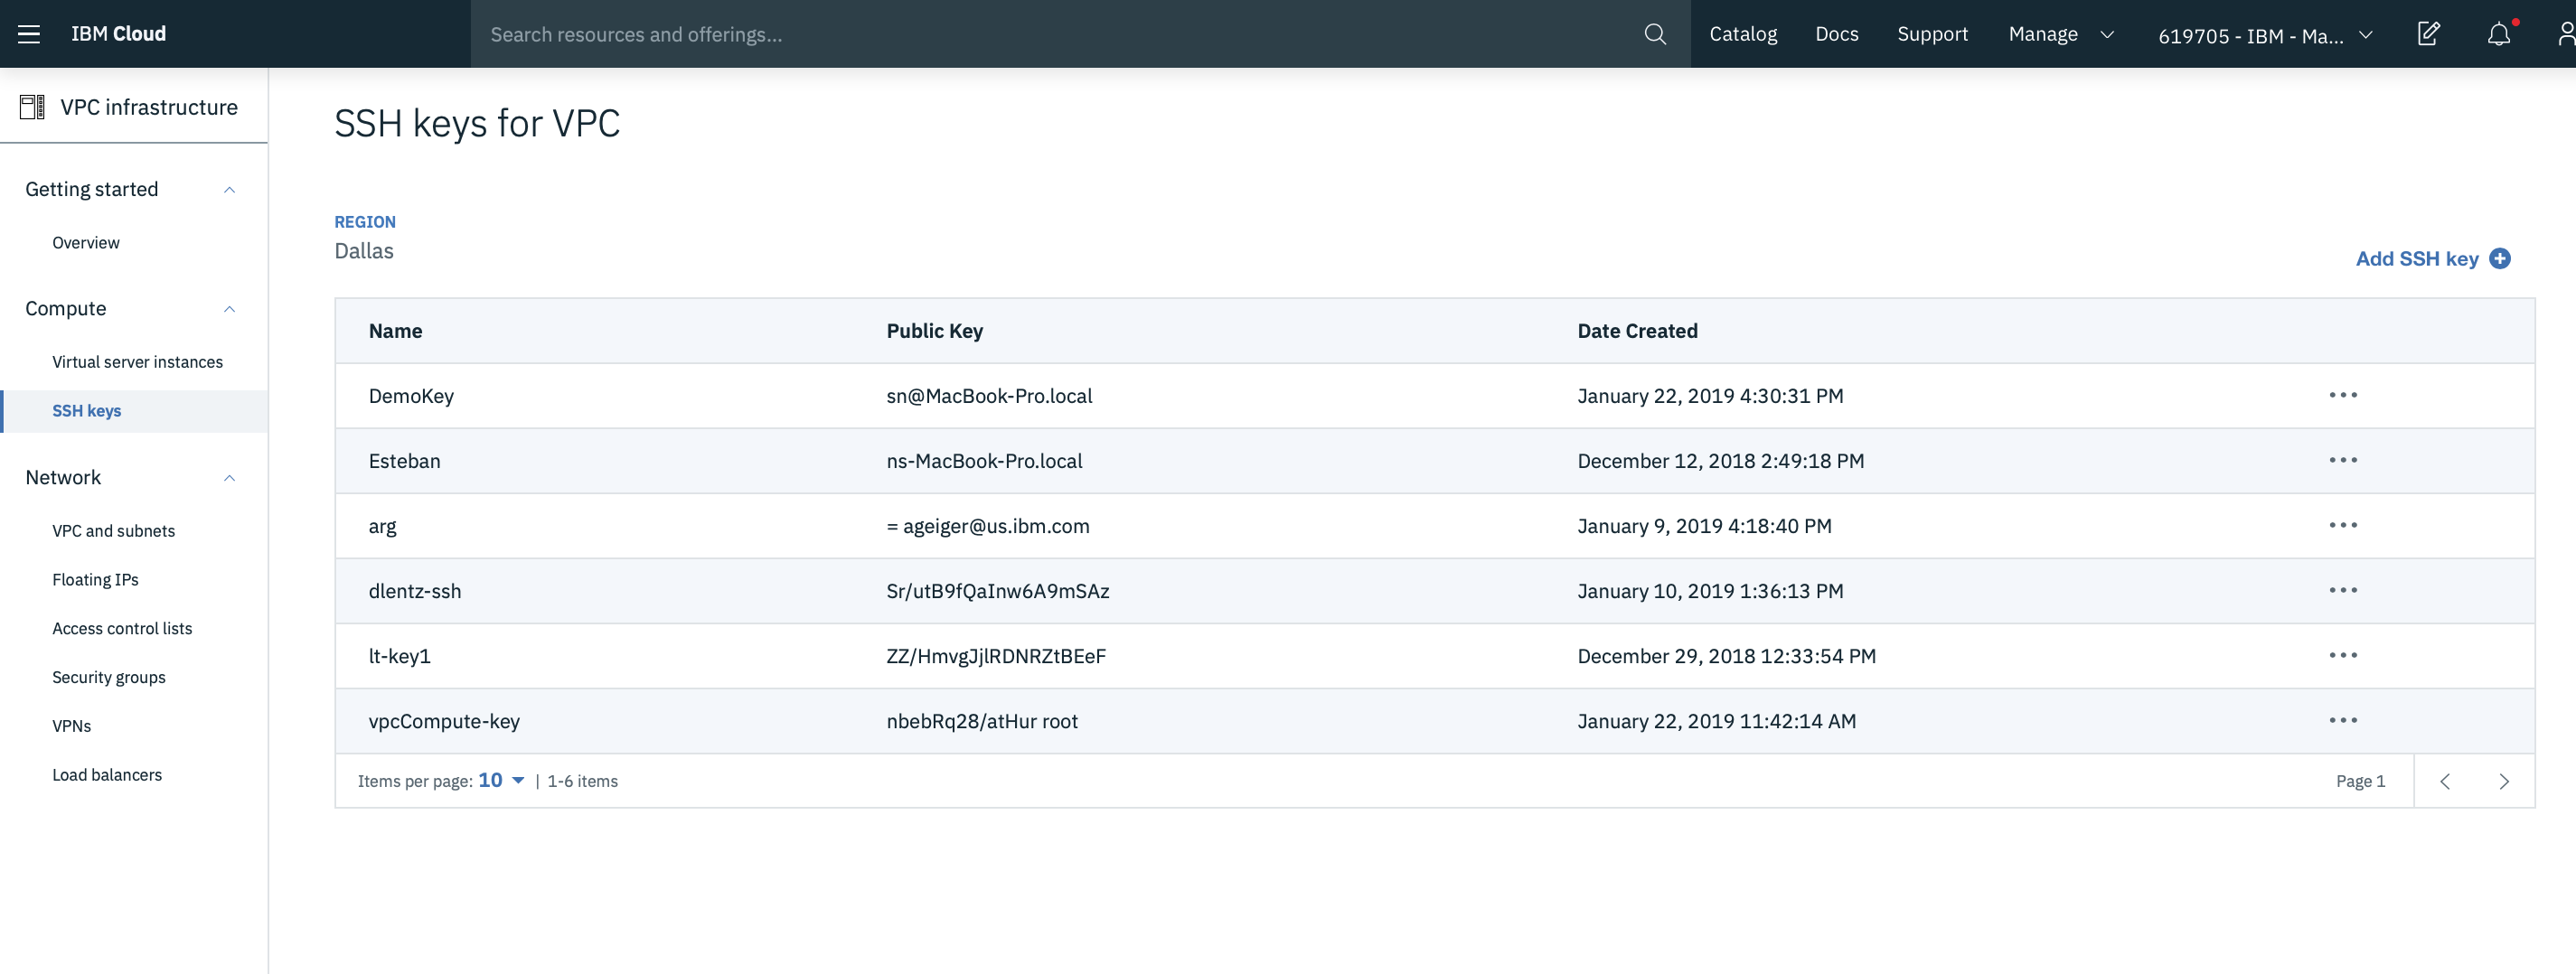 IBM Cloud
Search resources and offerings...
Catalog Docs Support Manage 619705 - IBM - Ma...
VPC infrastructure
Getting started
Overview
Compute
Virtual server instances
SSH keys
Network
VPC and subnets
Floating IPs
Access control lists
Security groups
VPNs
Load balancers
SSH keys for VPC
REGION
Dallas
Add SSH key
Name Public Key Date Created
DemoKey sn@MacBook-Pro.local January 22, 2019 4:30:31 PM
Esteban ns-MacBook-Pro.local December 12, 2018 2:49:18 PM
arg = ageiger@us.ibm.com January 9, 2019 4:18:40 PM
dlentz-ssh Sr/utB9fQaInw6A9mSAz January 10, 2019 1:36:13 PM
lt-key1 ZZ/HmvgJjlRDNRZtBEeF December 29, 2018 12:33:54 PM
vpcCompute-key nbebRq28/atHur root January 22, 2019 11:42:14 AM
Items per page: 10 | 1-6 items Page 1